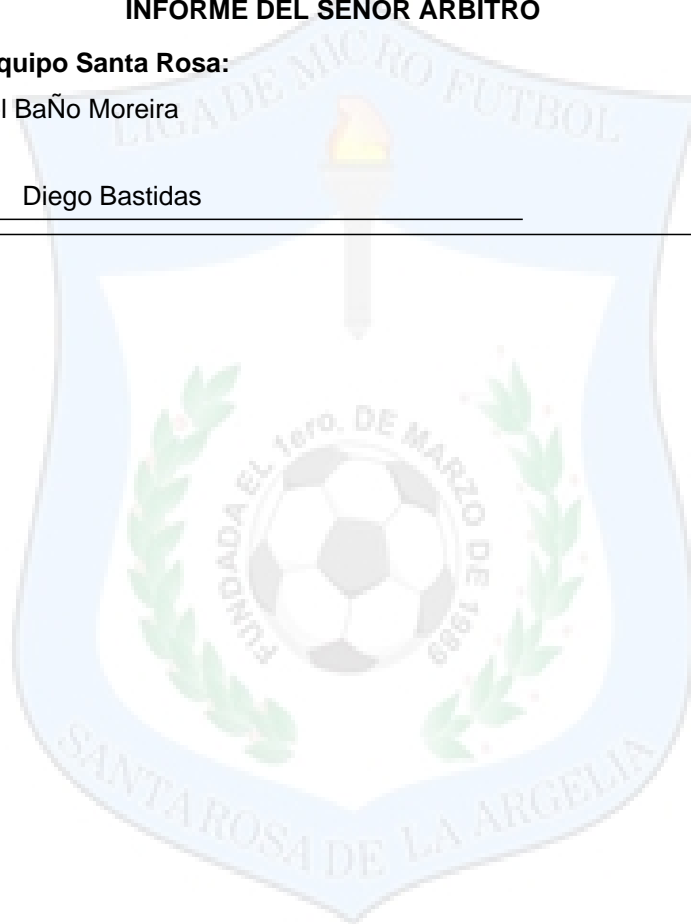 INFORME DEL SEÑOR ARBITRO
quipo Santa Rosa:
l BaÑo Moreira
Diego Bastidas
LIGA DE MICRO FUTBOL
FUNDADA EL 1ero. DE MARZO DE 1989
SANTA ROSA DE LA ARGELIA